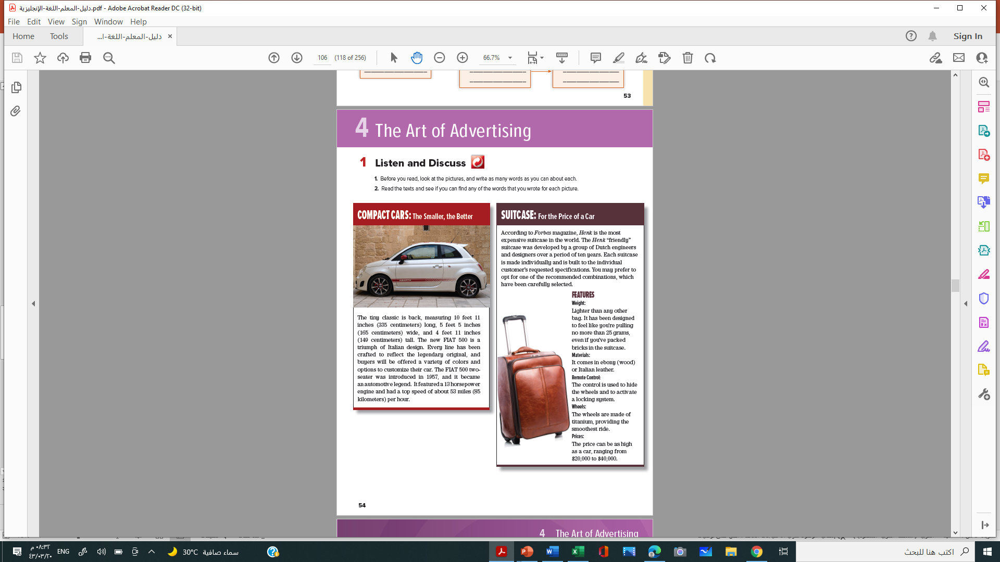 دليل-المعلم-اللغة-الإنجليزية.pdf - Adobe Acrobat Reader DC (32-bit)
File Edit View Sign Window Help
Home Tools دليل-المعلم-اللغة-ا... × Sign In
106 (118 of 256) 66.7%
53
4 The Art of Advertising
1 Listen and Discuss
1. Before you read, look at the pictures, and write as many words as you can about each.
2. Read the texts and see if you can find any of the words that you wrote for each picture.
COMPACT CARS: The Smaller, the Better
ABARTH
The tiny classic is back, measuring 10 feet 11
inches (335 centimeters) long, 5 feet 5 inches
(165 centimeters) wide, and 4 feet 11 inches
(149 centimeters) tall. The new FIAT 500 is a
triumph of Italian design. Every line has been
crafted to reflect the legendary original, and
buyers will be offered a variety of colors and
options to customize their car. The FIAT 500 two-
seater was introduced in 1957, and it became
an automotive legend. It featured a 13 horsepower
engine and had a top speed of about 53 miles (85
kilometers) per hour.
SUITCASE: For the Price of a Car
According to Forbes magazine, Henk is the most
expensive suitcase in the world. The Henk “friendly”
suitcase was developed by a group of Dutch engineers
and designers over a period of ten years. Each suitcase
is made individually and is built to the individual
customer’s requested specifications. You may prefer to
opt for one of the recommended combinations, which
have been carefully selected.
FEATURES
Weight:
Lighter than any other
bag. It has been designed
to feel like you’re pulling
no more than 25 grams,
even if you’ve packed
bricks in the suitcase.
Materials:
It comes in ebony (wood)
or Italian leather.
Remote Control:
The control is used to hide
the wheels and to activate
a locking system.
Wheels:
The wheels are made of
titanium, providing the
smoothest ride.
Prices:
The price can be as high
as a car, ranging from
$20,000 to $40,000.
54
4 The Art of Advertising
٠٨:٣٢ م
٤٣/٠٣/٢٠
ENG
30°C سماء صافية
اكتب هنا للبحث